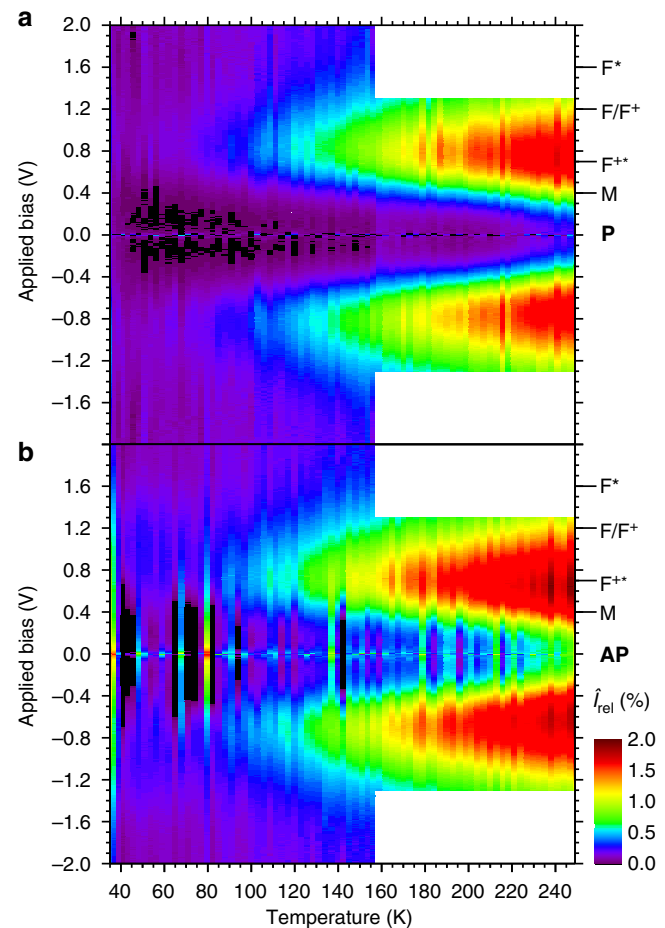 a
2.0
1.6
1.2
0.8
0.4
0.0
−0.4
−0.8
−1.2
−1.6
Applied bias (V)
F*
F/F+
F+*
M
P
b
1.6
1.2
0.8
0.4
0.0
−0.4
−0.8
−1.2
−1.6
−2.0
Applied bias (V)
F*
F/F+
F+*
M
AP
Îrel (%)
2.0
1.5
1.0
0.5
0.0
40 60 80 100 120 140 160 180 200 220 240
Temperature (K)